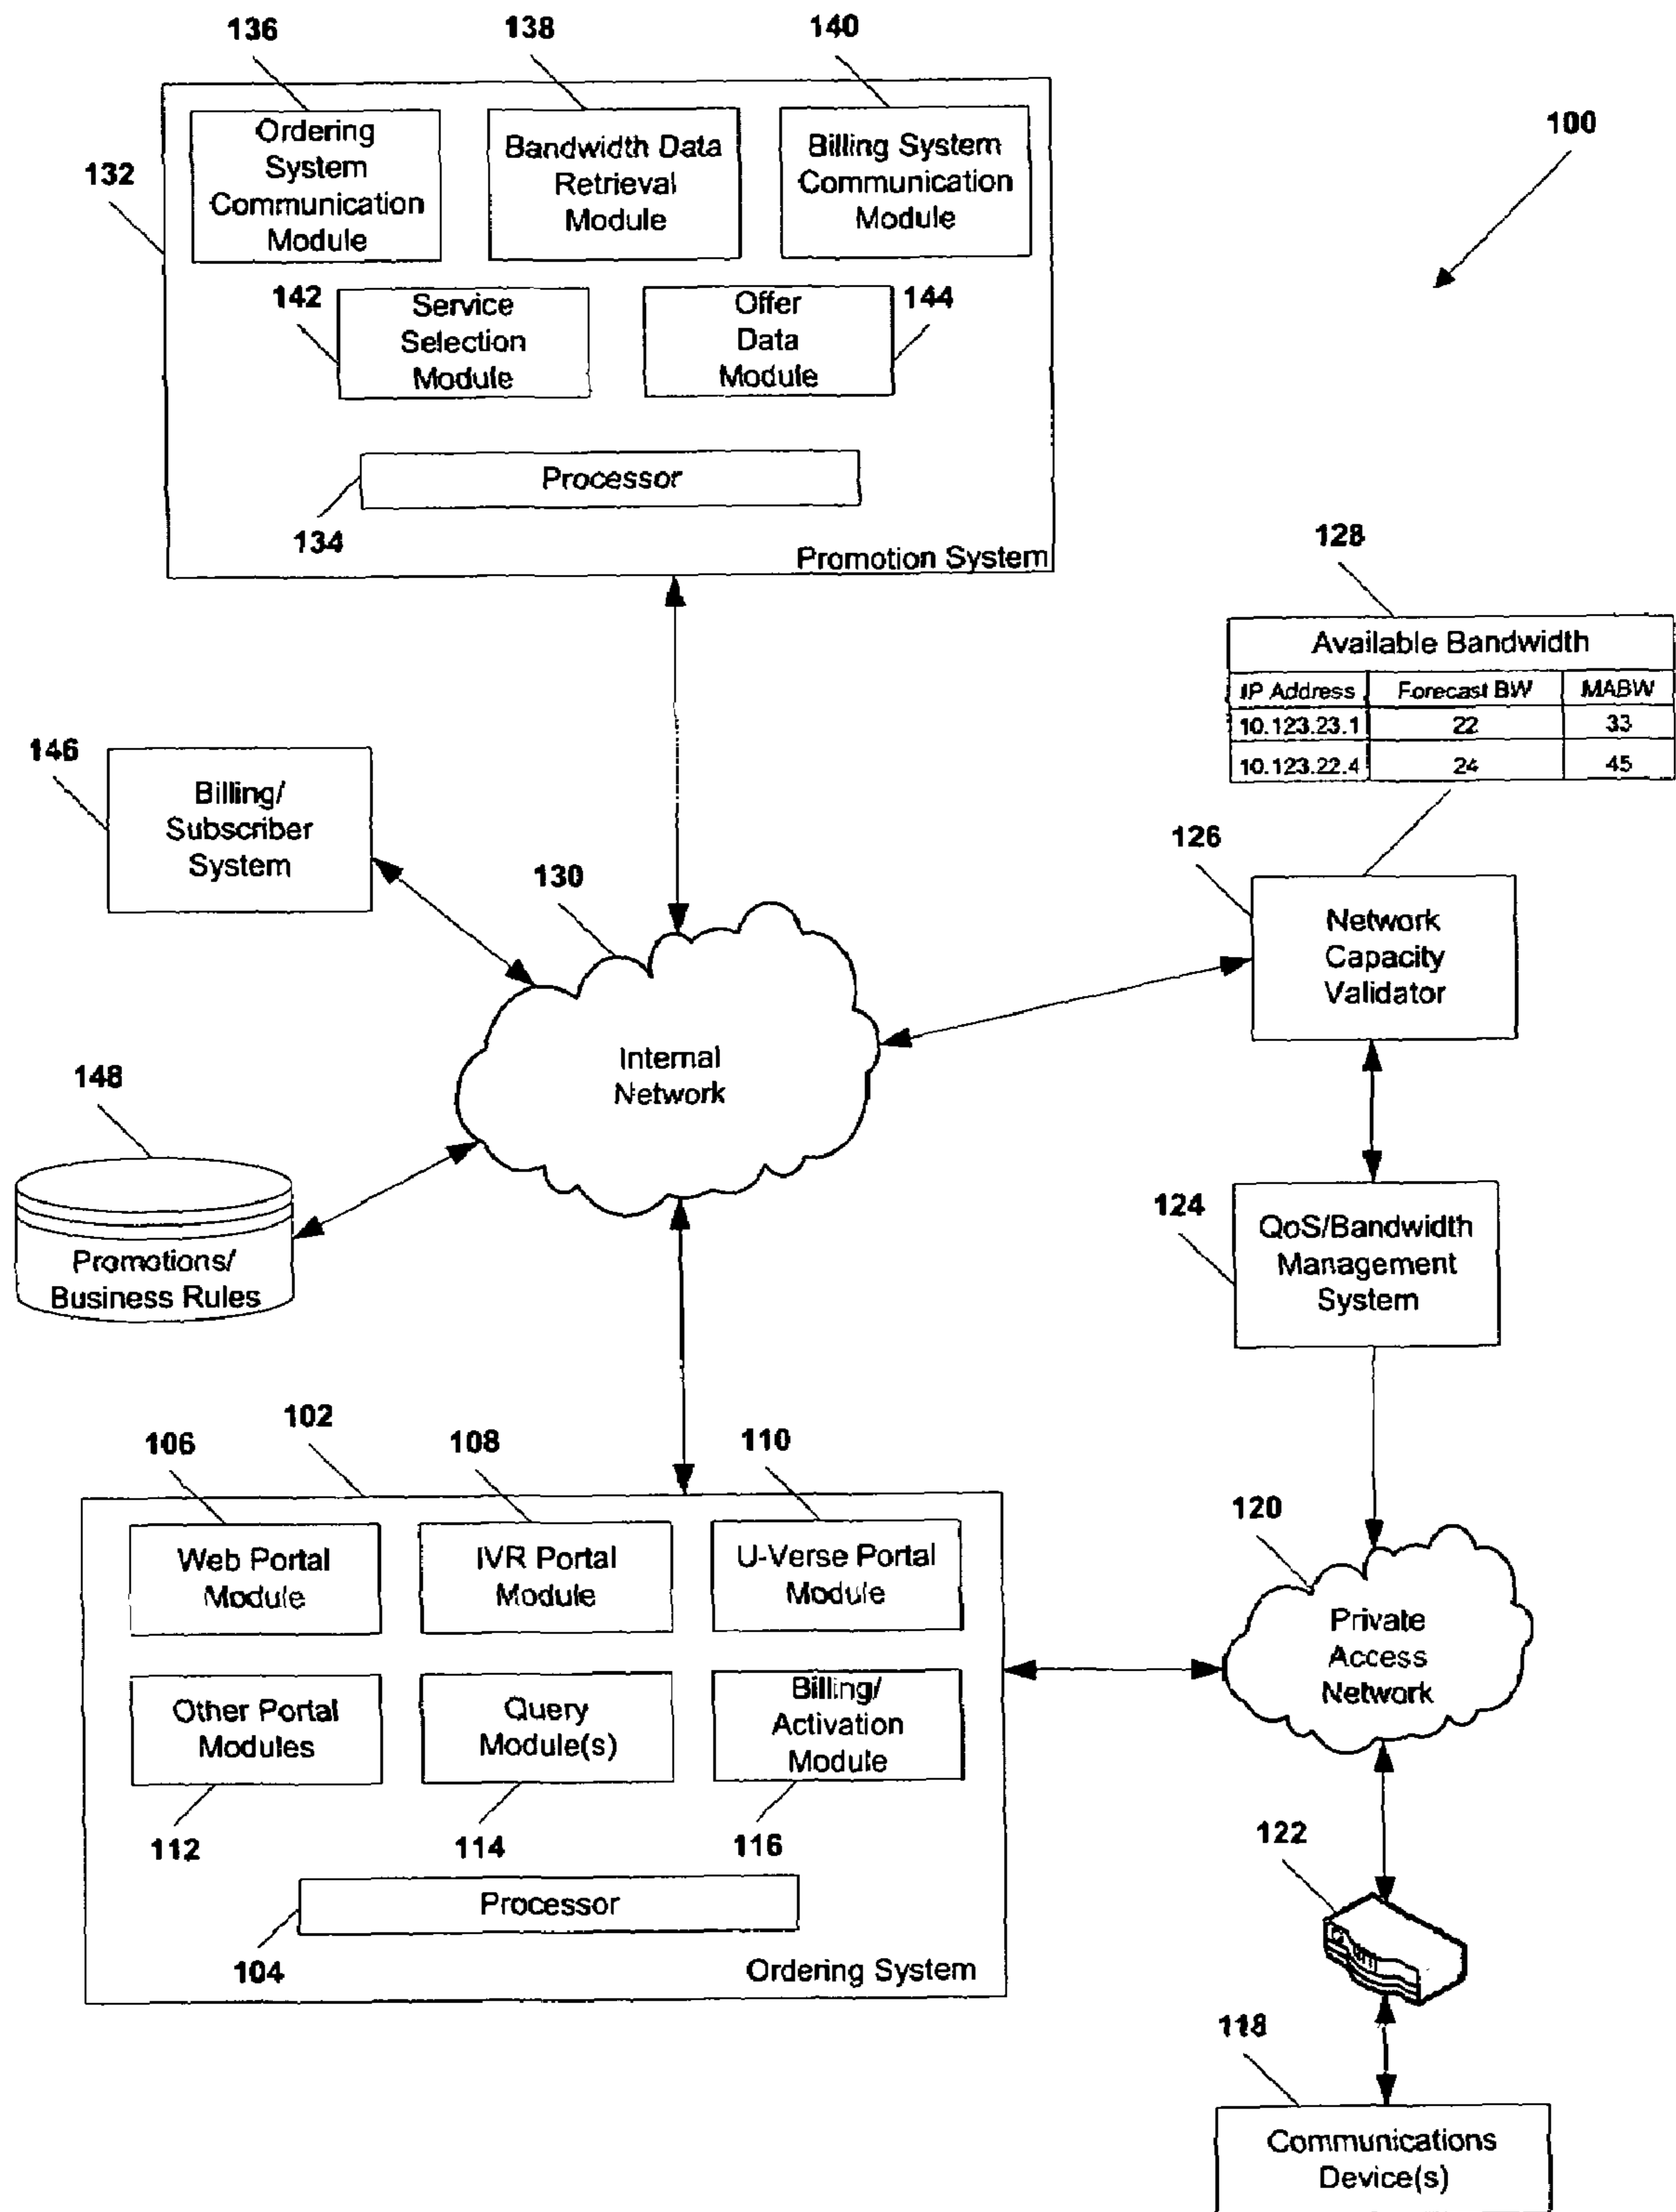 136
138
140
100
132
Ordering
System
Communication
Module
Bandwidth Data
Retrieval
Module
Billing System
Communication
Module
142
Service
Selection
Module
Offer
Data
Module
144
Processor
134
Promotion System
128
Available Bandwidth
IP Address Forecast BW MABW
10.123.23.1 22 33
10.123.22.4 24 45
146
Billing/
Subscriber
System
130
126
Network
Capacity
Validator
Internal
Network
148
Promotions/
Business Rules
124
QoS/Bandwidth
Management
System
102
106
108
110
Web Portal
Module
IVR Portal
Module
U-Verse Portal
Module
120
Private
Access
Network
Other Portal
Modules
Query
Module(s)
Billing/
Activation
Module
112
114
116
122
Processor
104
Ordering System
118
Communications
Device(s)